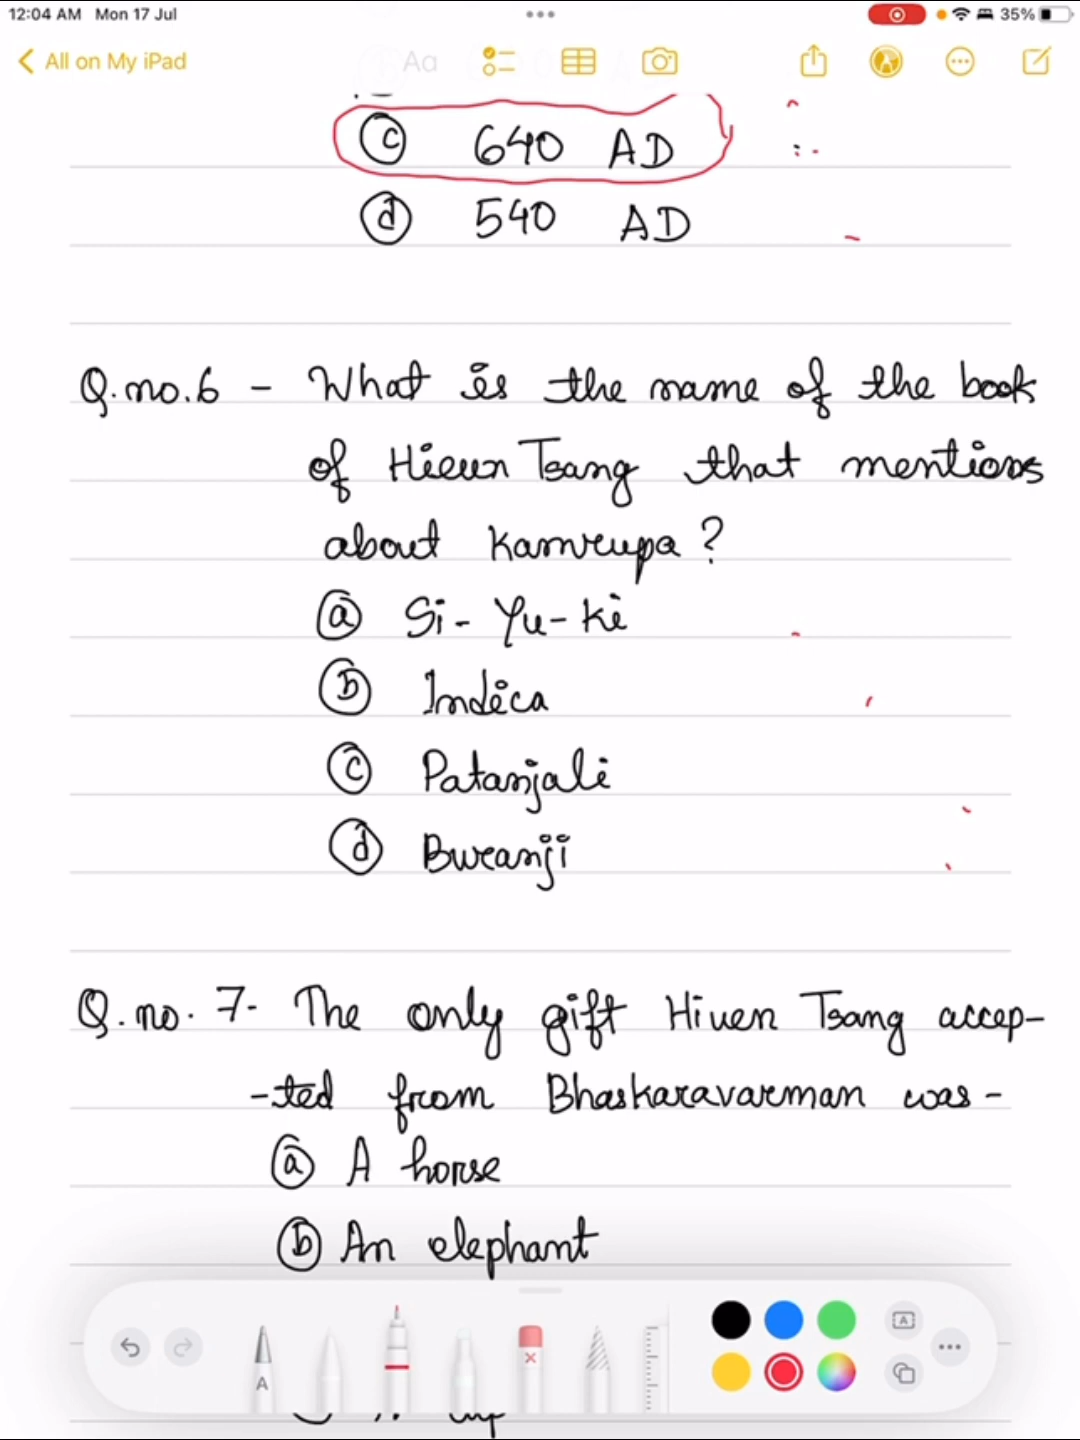 12:04 AM Mon 17 Jul
35%
All on My iPad
Aa
c 640 AD
d 540 AD
Q.no.6 - What is the name of the book
of Hieun Tsang that mentions
about Kamrupa?
a Si-Yu-Ki
b Indica
c Patanjali
d Buranji
Q.no.7- The only gift Hiuen Tsang accep-
-ted from Bhaskaravarman was-
a A horse
b An elephant
A
A